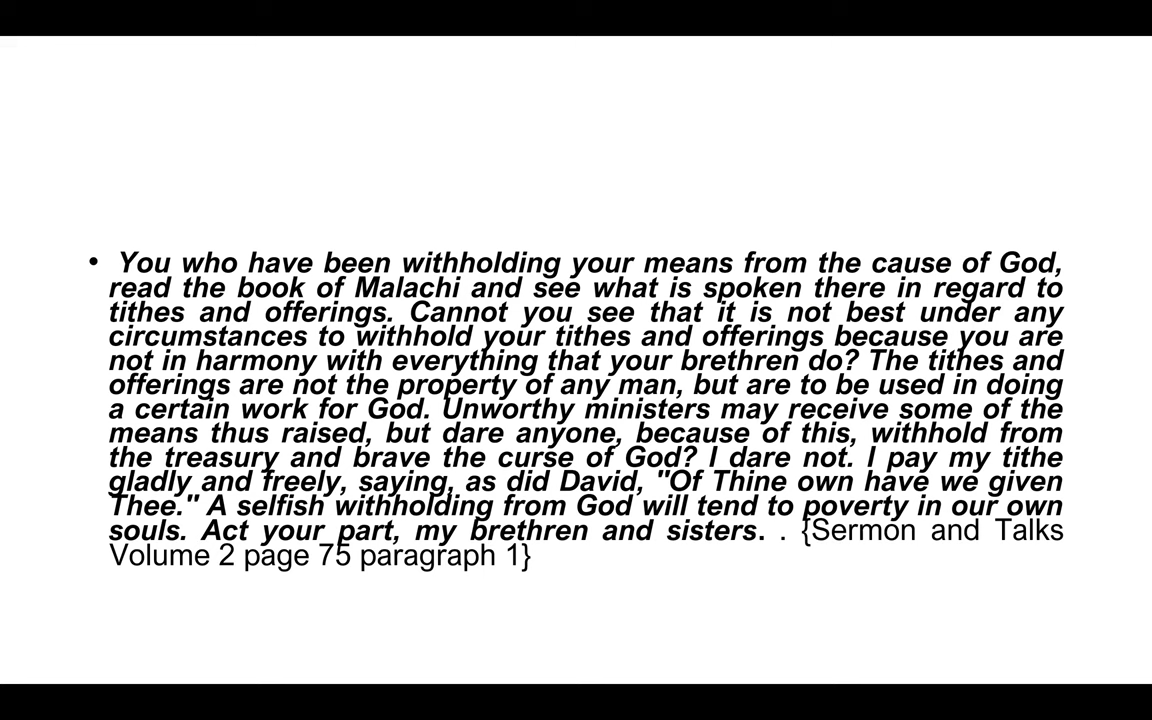 • You who have been withholding your means from the cause of God,
read the book of Malachi and see what is spoken there in regard to
tithes and offerings. Cannot you see that it is not best under any
circumstances to withhold your tithes and offerings because you are
not in harmony with everything that your brethren do? The tithes and
offerings are not the property of any man, but are to be used in doing
a certain work for God. Unworthy ministers may receive some of the
means thus raised, but dare anyone, because of this, withhold from
the treasury and brave the curse of God? I dare not. I pay my tithe
gladly and freely, saying, as did David, "Of Thine own have we given
Thee." A selfish withholding from God will tend to poverty in our own
souls. Act your part, my brethren and sisters. . {Sermon and Talks
Volume 2 page 75 paragraph 1}